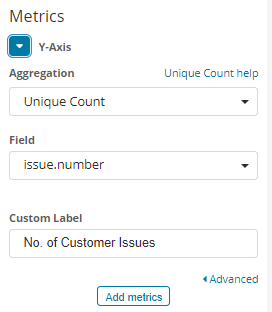 Metrics
Y-Axis
Aggregation Unique Count help
Unique Count
Field
issue.number
Custom Label
No. of Customer Issues
Advanced
Add metrics